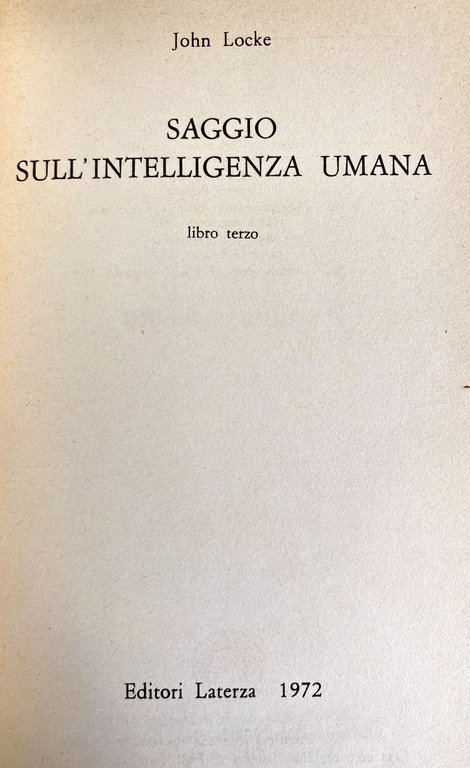 John Locke
SAGGIO
SULL'INTELLIGENZA UMANA
libro terzo
Editori Laterza 1972